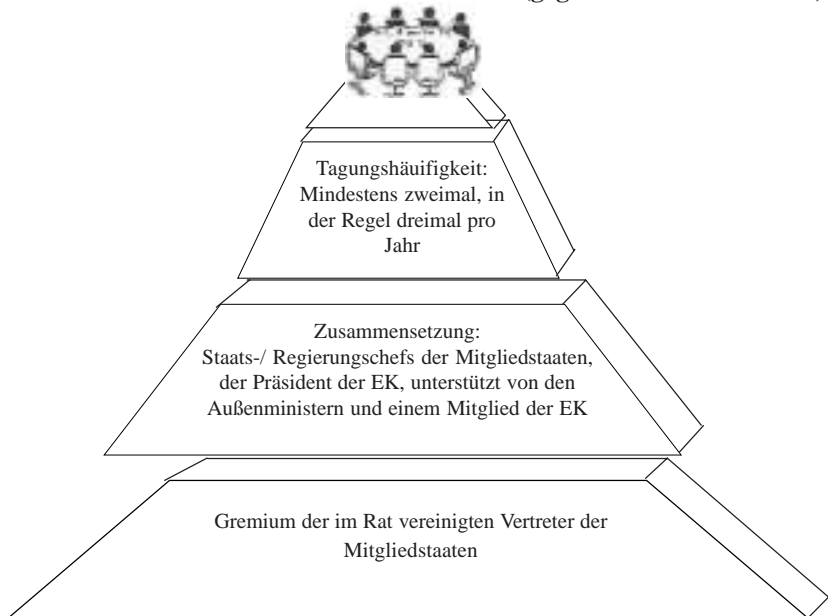 Tagungshäuifigkeit:
Mindestens zweimal, in
der Regel dreimal pro
Jahr
Zusammensetzung:
Staats-/ Regierungschefs der Mitgliedstaaten,
der Präsident der EK, unterstützt von den
Außenministern und einem Mitglied der EK
Gremium der im Rat vereinigten Vertreter der
Mitgliedstaaten